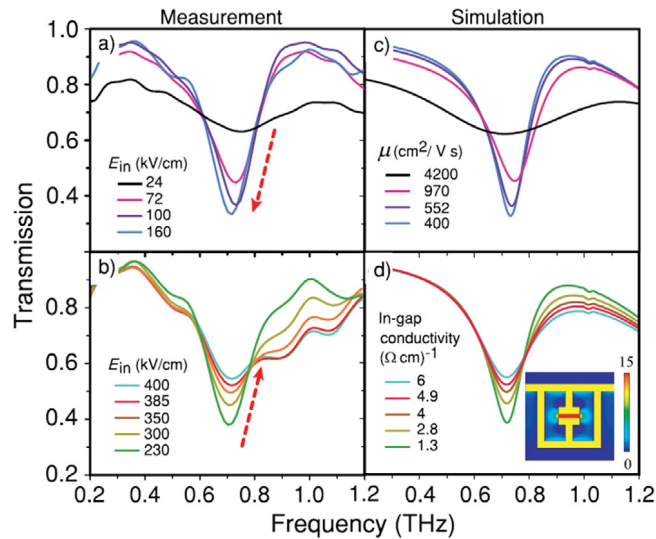 Measurement
Simulation
Transmission
1.0
0.8
0.6
0.4
a)
E in (kV/cm)
24
72
100
160
c)
μ (cm2/ V s)
4200
970
552
400
0.8
0.6
0.4
0.2
b)
E in (kV/cm)
400
385
350
300
230
d)
In-gap
conductivity
(Ω cm)-1
6
4.9
4
2.8
1.3
15
0
0.2 0.4 0.6 0.8 1.0 1.2
0.4 0.6 0.8 1.0 1.2
Frequency (THz)